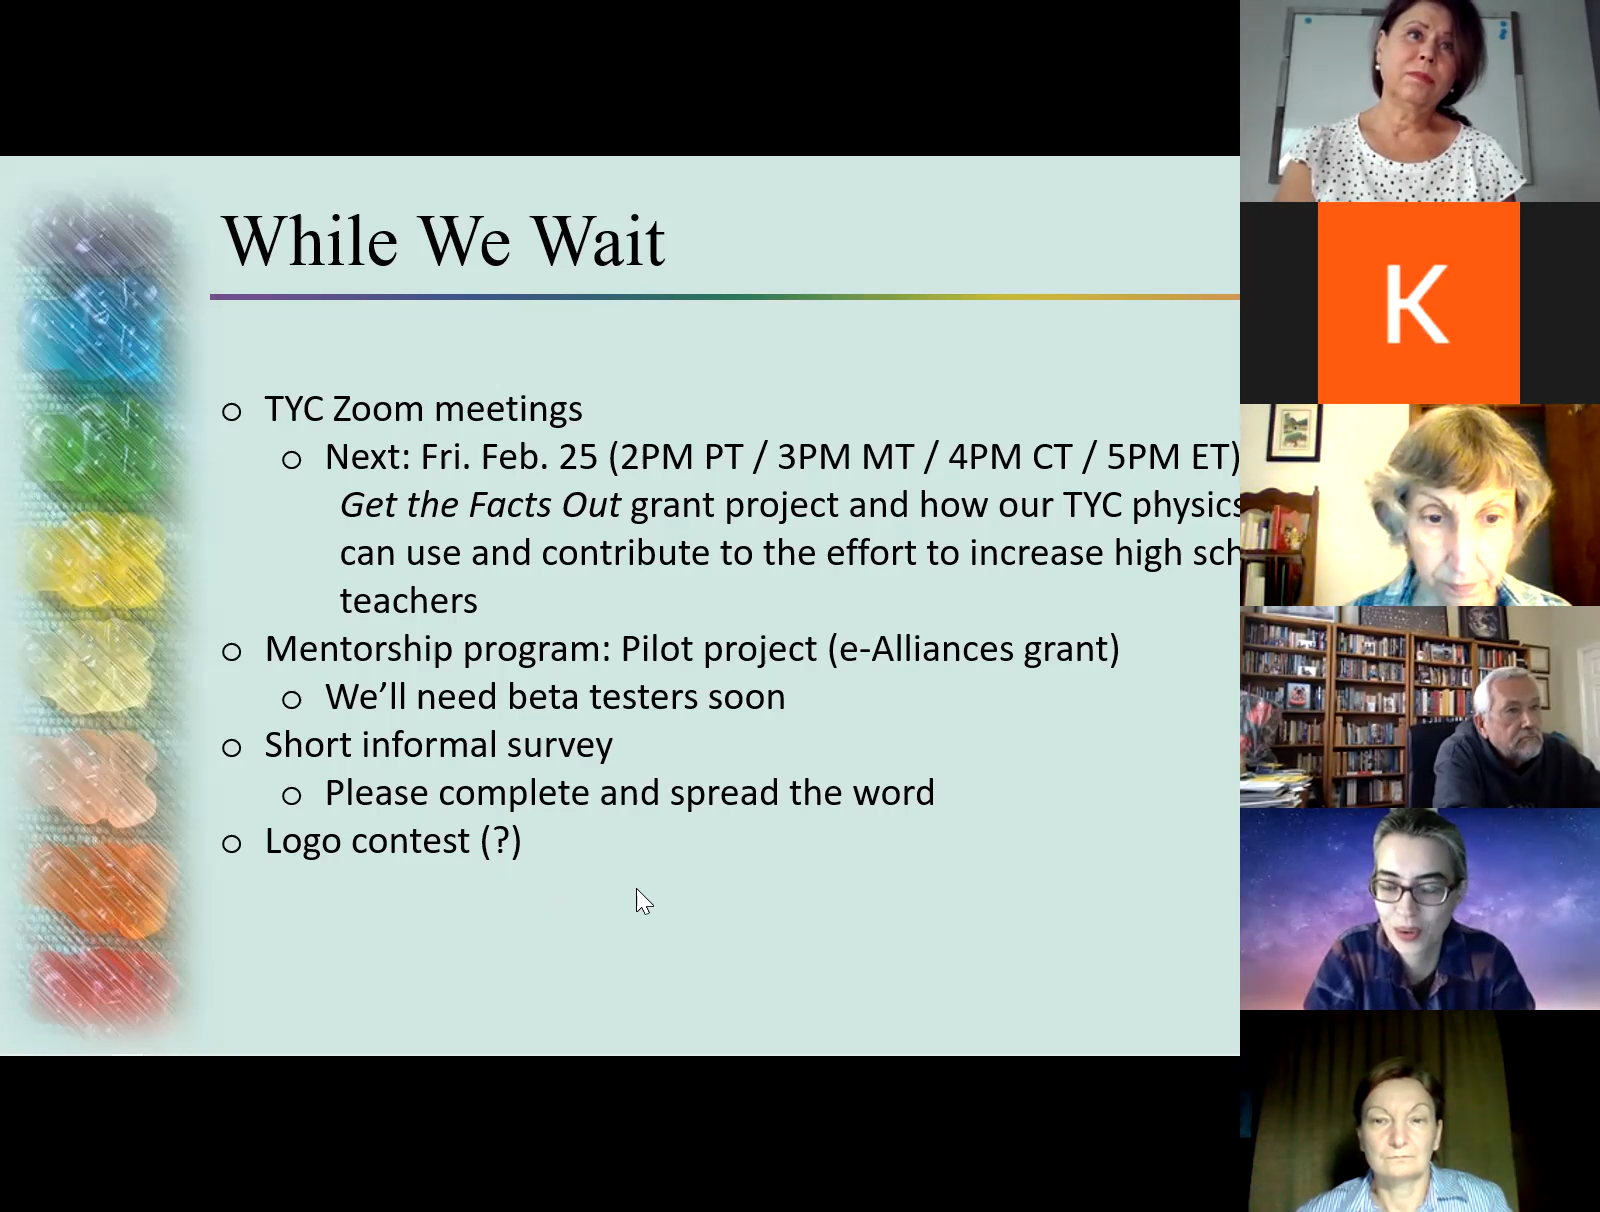 While We Wait
TYC Zoom meetings
Next: Fri. Feb. 25 (2PM PT / 3PM MT / 4PM CT / 5PM ET)
Get the Facts Out grant project and how our TYC physics
can use and contribute to the effort to increase high sch
teachers
Mentorship program: Pilot project (e-Alliances grant)
We’ll need beta testers soon
Short informal survey
Please complete and spread the word
Logo contest (?)
K